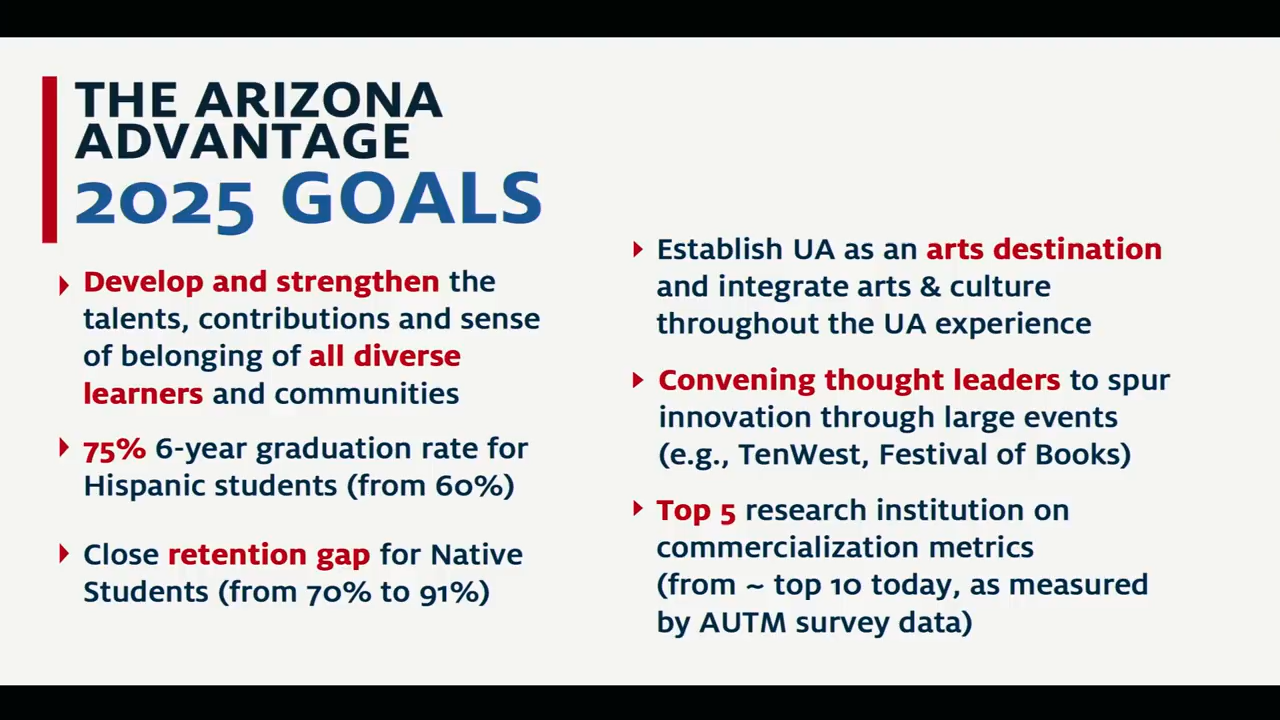 THE ARIZONA
ADVANTAGE
2025 GOALS
Develop and strengthen the
talents, contributions and sense
of belonging of all diverse
learners and communities
75% 6-year graduation rate for
Hispanic students (from 60%)
Close retention gap for Native
Students (from 70% to 91%)
Establish UA as an arts destination
and integrate arts & culture
throughout the UA experience
Convening thought leaders to spur
innovation through large events
(e.g., TenWest, Festival of Books)
Top 5 research institution on
commercialization metrics
(from ~ top 10 today, as measured
by AUTM survey data)